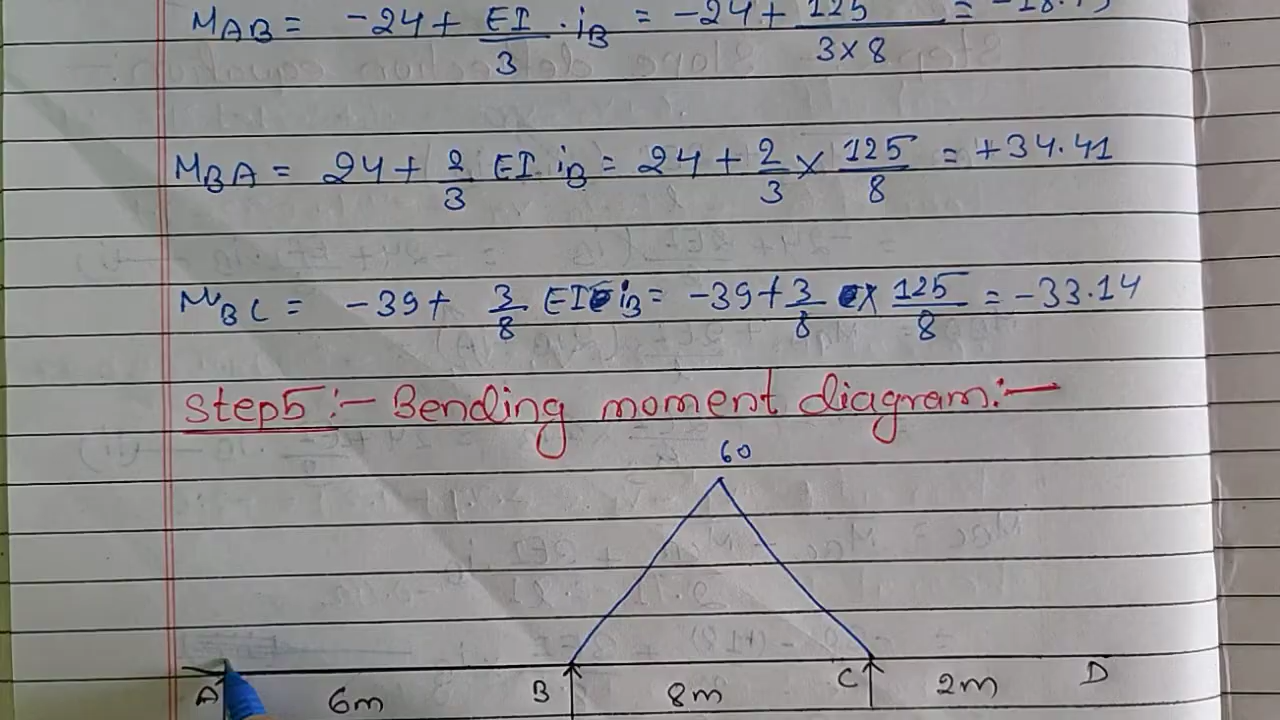 MAB = -24 + EI/3 · iB = -24 + 125/3×8 =
MBA = 24 + 2/3 EI · iB = 24 + 2/3 × 125/8 = +34.41
MBC = -39 + 3/8 EI iB = -39 + 3/8 × 125/8 = -33.14
Step5 :- Bending moment diagram:-
60
A 6m B 8m C 2m D